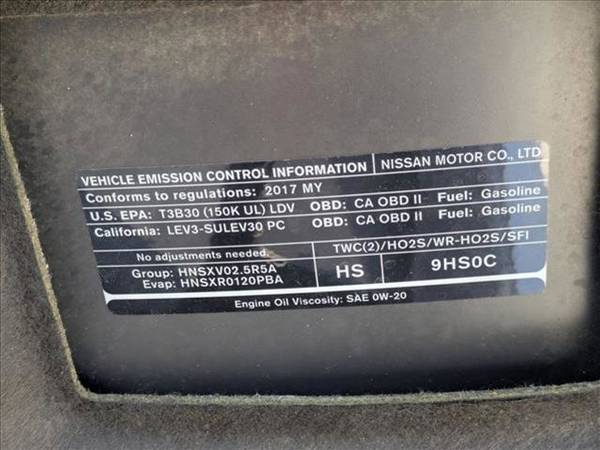 VEHICLE EMISSION CONTROL INFORMATION NISSAN MOTOR CO., LTD
Conforms to regulations: 2017 MY
U.S. EPA: T3B30 (150K UL) LDV OBD: CA OBD II Fuel: Gasoline
California: LEV3-SULEV30 PC OBD: CA OBD II Fuel: Gasoline
No adjustments needed. TWC(2)/HO2S/WR-HO2S/SFI
Group: HNSXV02.5R5A HS 9HS0C
Evap: HNSXR0120PBA
Engine Oil Viscosity: SAE 0W-20